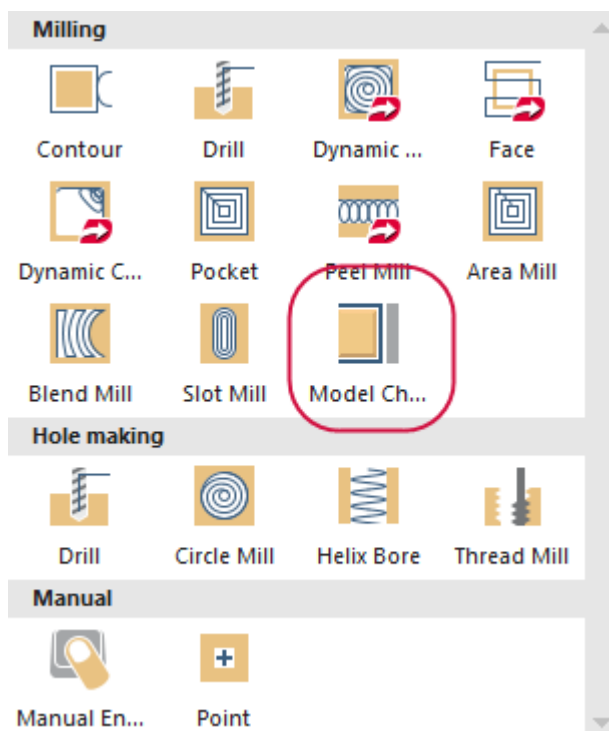 Milling
Contour Drill Dynamic ... Face
Dynamic C... Pocket Peel Mill Area Mill
Blend Mill Slot Mill Model Ch...
Hole making
Drill Circle Mill Helix Bore Thread Mill
Manual
Manual En... Point